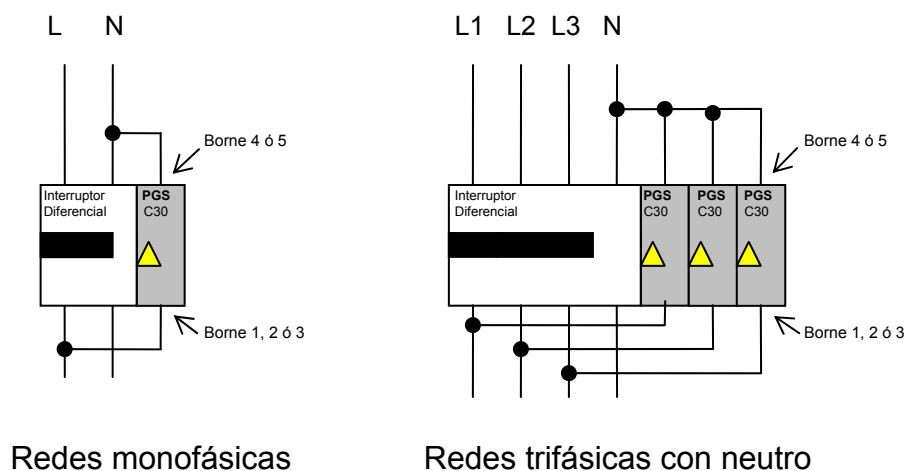 L N
L1 L2 L3 N
Borne 4 ó 5
Borne 4 ó 5
Interruptor
Diferencial
PGS
C30
Interruptor
Diferencial
PGS
C30
PGS
C30
PGS
C30
Borne 1, 2 ó 3
Borne 1, 2 ó 3
Redes monofásicas
Redes trifásicas con neutro